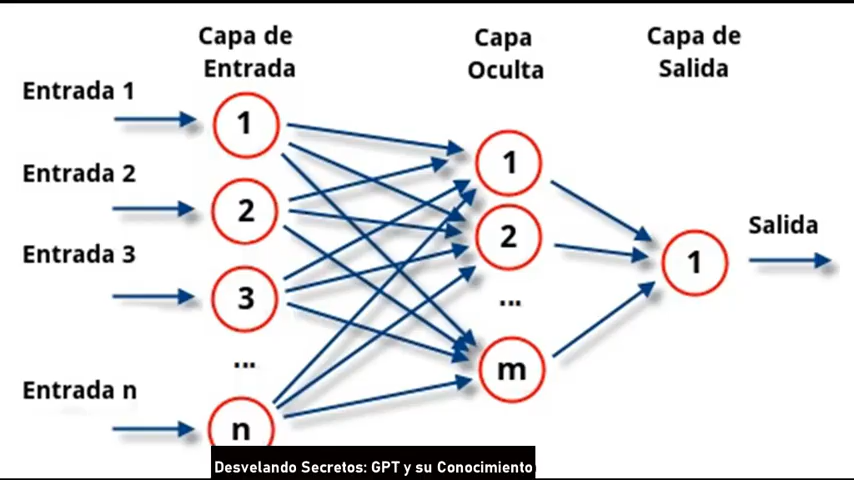 Capa de
Entrada
Capa
Oculta
Capa de
Salida
Entrada 1
1
Entrada 2
2
Entrada 3
3
...
Entrada n
n
1
2
...
m
1
Salida
Desvelando Secretos: GPT y su Conocimiento